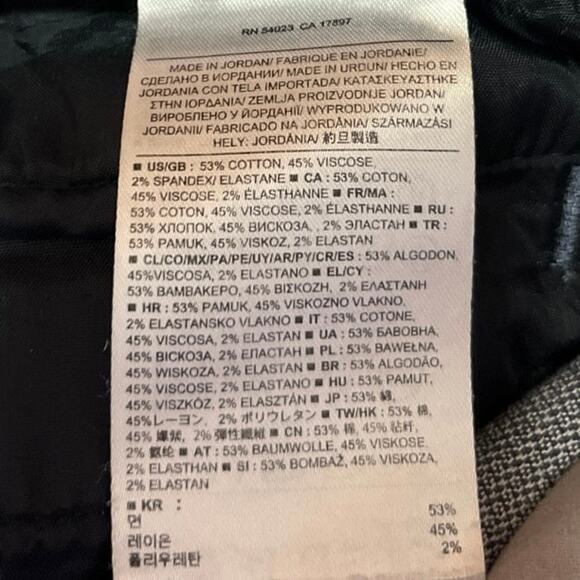 RN 54023 CA 17897
MADE IN JORDAN/ FABRIQUE EN JORDANIE/
СДЕЛАНО В ИОРДАНИИ/ MADE IN URDUN/ HECHO EN
JORDANIA CON TELA IMPORTADA/ ΚΑΤΑΣΚΕΥΑΣΤΗΚΕ
ΣΤΗΝ ΙΟΡΔΑΝΙΑ/ ZEMLJA PROIZVODNJE JORDAN/
ВИРОБЛЕНО У ЙОРДАНІЇ/ WYPRODUKOWANO W
JORDANII/ FABRICADO NA JORDÂNIA/ SZÁRMAZÁSI
HELY: JORDÁNIA/ 約旦製造
■ US/GB : 53% COTTON, 45% VISCOSE,
2% SPANDEX/ ELASTANE ■ CA : 53% COTON,
45% VISCOSE, 2% ÉLASTHANNE ■ FR/MA :
53% COTON, 45% VISCOSE, 2% ÉLASTHANNE ■ RU :
53% ХЛОПОК, 45% ВИСКОЗА, , 2% ЭЛАСТАН ■ TR :
53% PAMUK, 45% VISKOZ, 2% ELASTAN
■ CL/CO/MX/PA/PE/UY/AR/PY/CR/ES : 53% ALGODON,
45%VISCOSA, 2% ELASTANO ■ EL/CY :
53% ΒΑΜΒΑΚΕΡΟ, 45% ΒΙΣΚΟΖΗ, 2% ΕΛΑΣΤΑΝΗ
■ HR : 53% PAMUK, 45% VISKOZNO VLAKNO,
2% ELASTANSKO VLAKNO ■ IT : 53% COTONE,
45% VISCOSA, 2% ELASTAN ■ UA : 53% БАВОВНА,
45% ВІСКОЗА, 2% ЕЛАСТАН ■ PL : 53% BAWEŁNA,
45% WISKOZA, 2% ELASTAN ■ BR : 53% ALGODÃO,
45% VISCOSE, 2% ELASTANO ■ HU : 53% PAMUT,
45% VISZKÓZ, 2% ELASZTÁN ■ JP : 53% 綿,
45%レーヨン, 2% ポリウレタン ■ TW/HK : 53% 棉,
45% 嫘縈, 2% 彈性纖維 ■ CN : 53% 棉, 45% 粘纤,
2% 氨纶 ■ AT : 53% BAUMWOLLE, 45% VISKOSE,
2% ELASTHAN ■ SI : 53% BOMBAŽ, 45% VISKOZA,
2% ELASTAN
■ KR :
면 53%
레이온 45%
폴리우레탄 2%